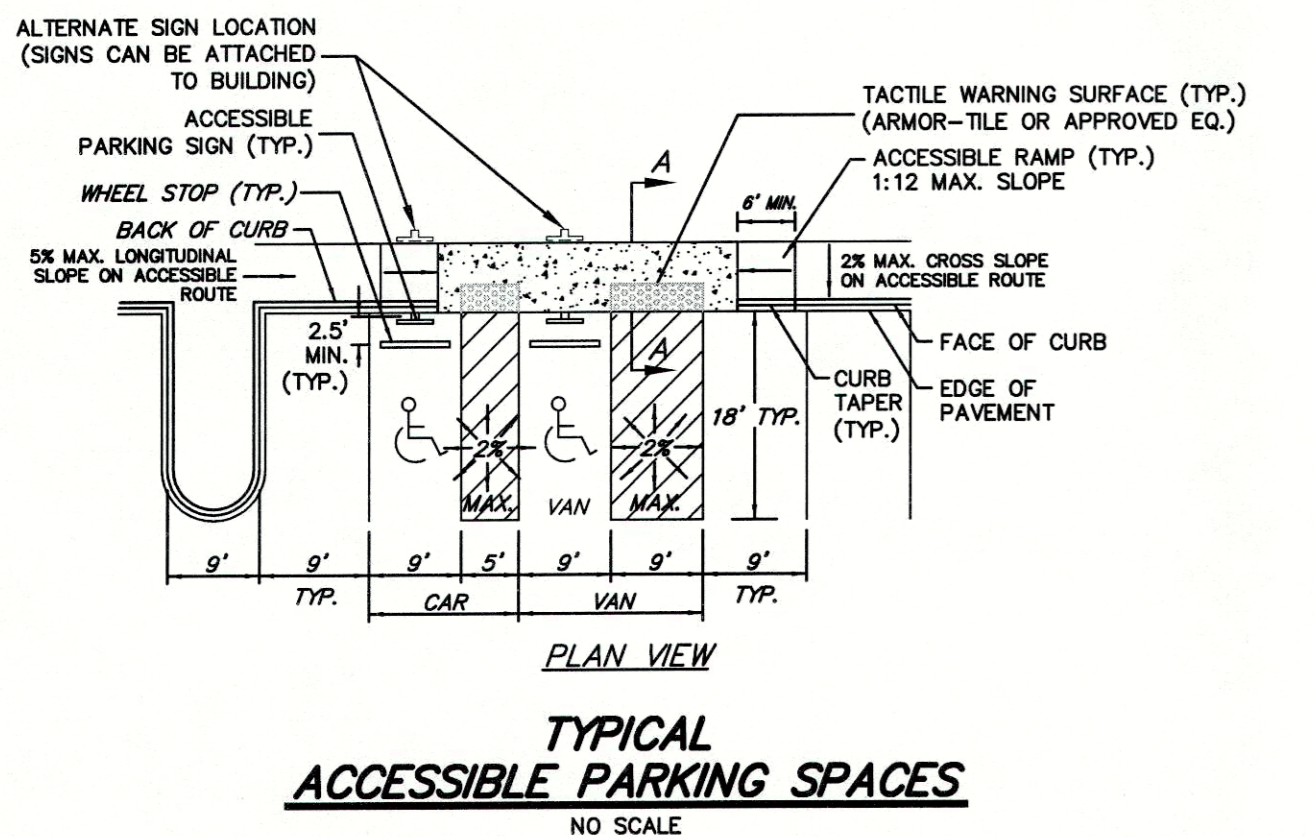 ALTERNATE SIGN LOCATION
(SIGNS CAN BE ATTACHED
TO BUILDING)
ACCESSIBLE
PARKING SIGN (TYP.)
WHEEL STOP (TYP.)
BACK OF CURB
5% MAX. LONGITUDINAL
SLOPE ON ACCESSIBLE
ROUTE
TACTILE WARNING SURFACE (TYP.)
(ARMOR-TILE OR APPROVED EQ.)
A
ACCESSIBLE RAMP (TYP.)
1:12 MAX. SLOPE
6' MIN.
2% MAX. CROSS SLOPE
ON ACCESSIBLE ROUTE
2.5'
MIN.
(TYP.)
A
FACE OF CURB
CURB
TAPER
(TYP.)
EDGE OF
PAVEMENT
18' TYP.
2%
MAX.
VAN
2%
MAX.
9'
9'
TYP.
9'
5'
9'
9'
9'
TYP.
CAR
VAN
PLAN VIEW
TYPICAL
ACCESSIBLE PARKING SPACES
NO SCALE